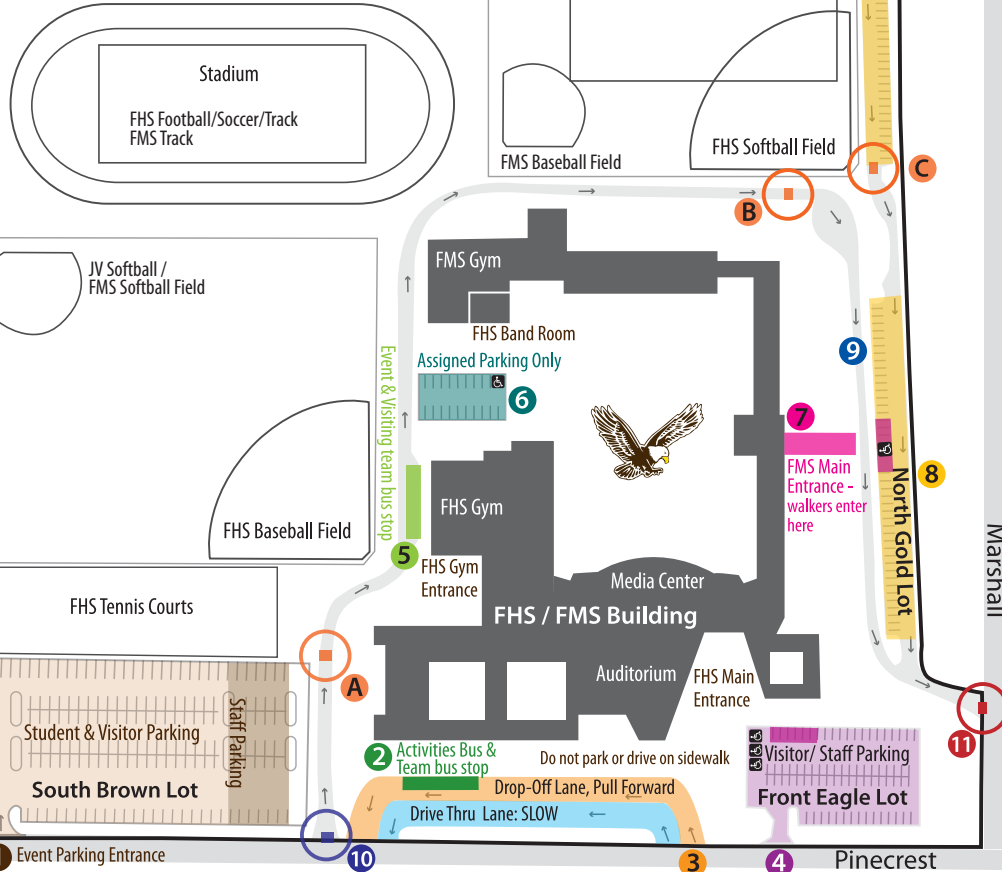 Stadium
FHS Football/Soccer/Track
FMS Track
FMS Baseball Field
FHS Softball Field
C
B
JV Softball /
FMS Softball Field
FMS Gym
FHS Band Room
Assigned Parking Only
6
Event & Visiting team bus stop
9
7
FMS Main
Entrance -
walkers enter
here
8
North Gold Lot
Marshall
FHS Baseball Field
FHS Gym
5
FHS Gym
Entrance
Media Center
FHS / FMS Building
FHS Tennis Courts
Auditorium
FHS Main
Entrance
A
Student & Visitor Parking
Staff Parking
South Brown Lot
2
Activities Bus &
Team bus stop
Do not park or drive on sidewalk
Drop-Off Lane, Pull Forward
Drive Thru Lane: SLOW
Visitor/ Staff Parking
Front Eagle Lot
11
Event Parking Entrance
10
3
4
Pinecrest